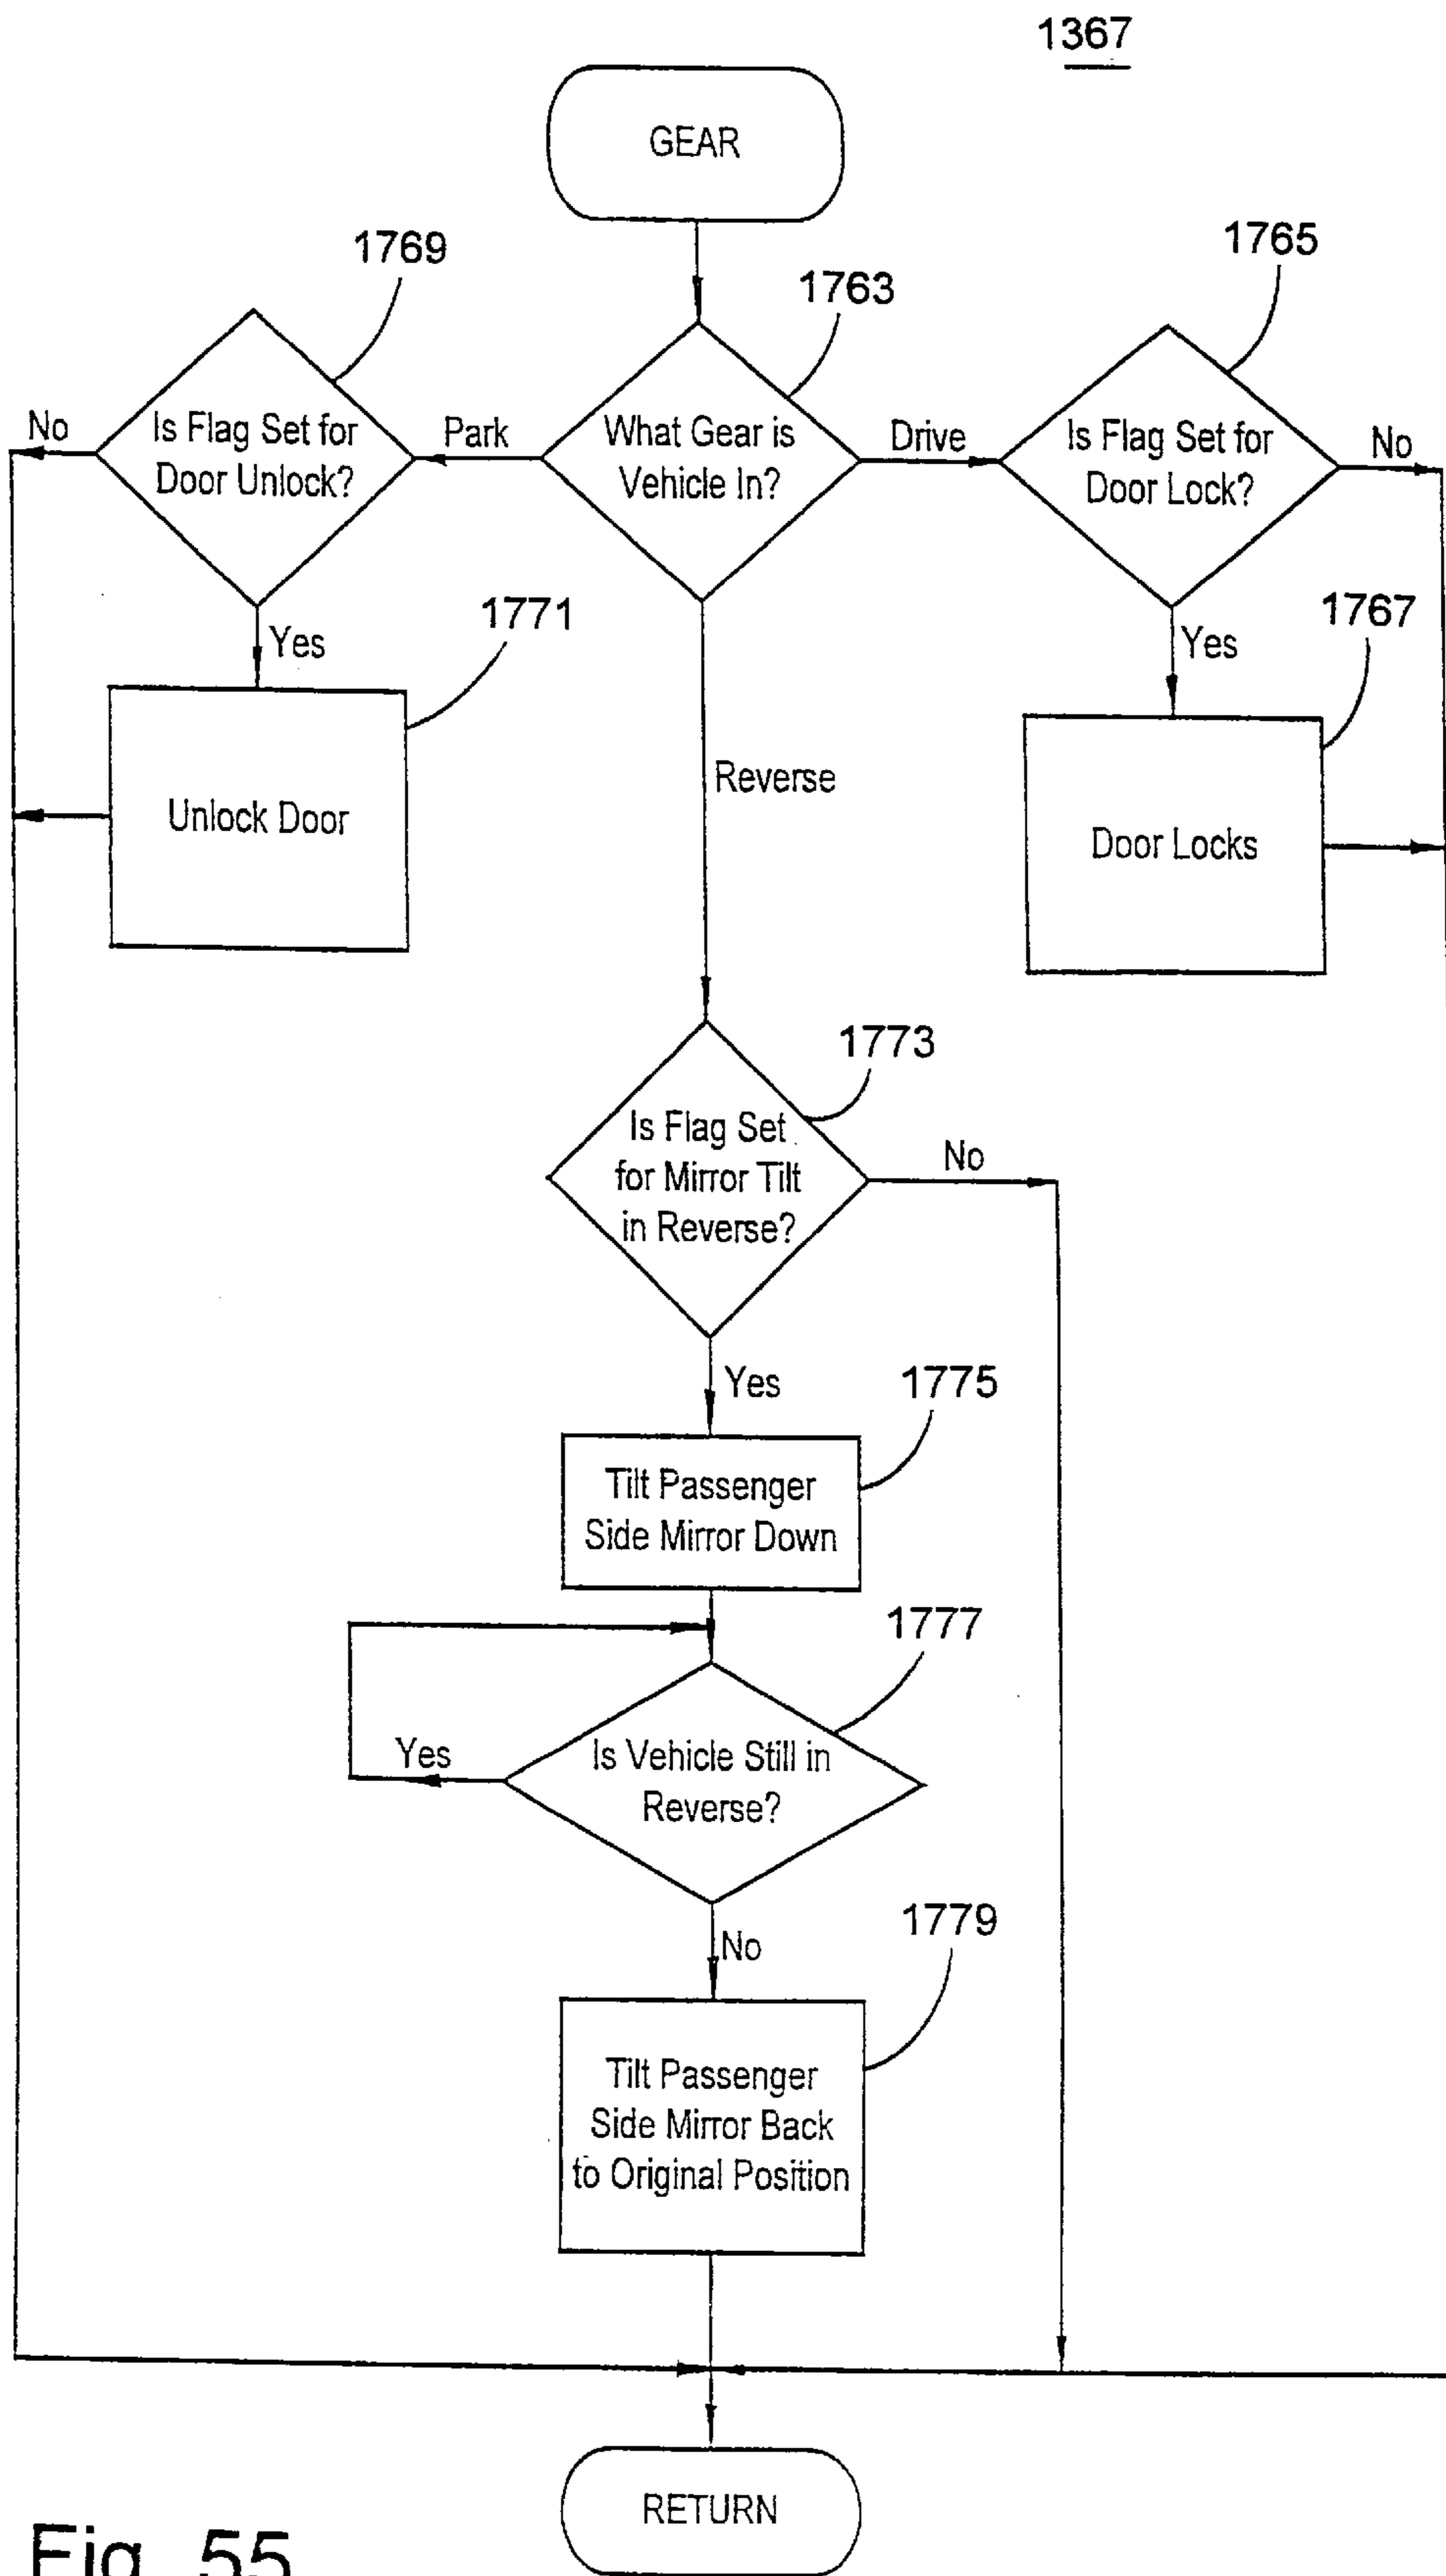 1367
GEAR
1769
1763
1765
No
Is Flag Set for
Door Unlock?
Park
What Gear is
Vehicle In?
Drive
Is Flag Set for
Door Lock?
No
Yes
1771
Yes
1767
Unlock Door
Reverse
Door Locks
1773
Is Flag Set
for Mirror Tilt
in Reverse?
No
Yes
1775
Tilt Passenger
Side Mirror Down
1777
Yes
Is Vehicle Still in
Reverse?
No
1779
Tilt Passenger
Side Mirror Back
to Original Position
RETURN
Fig. 55